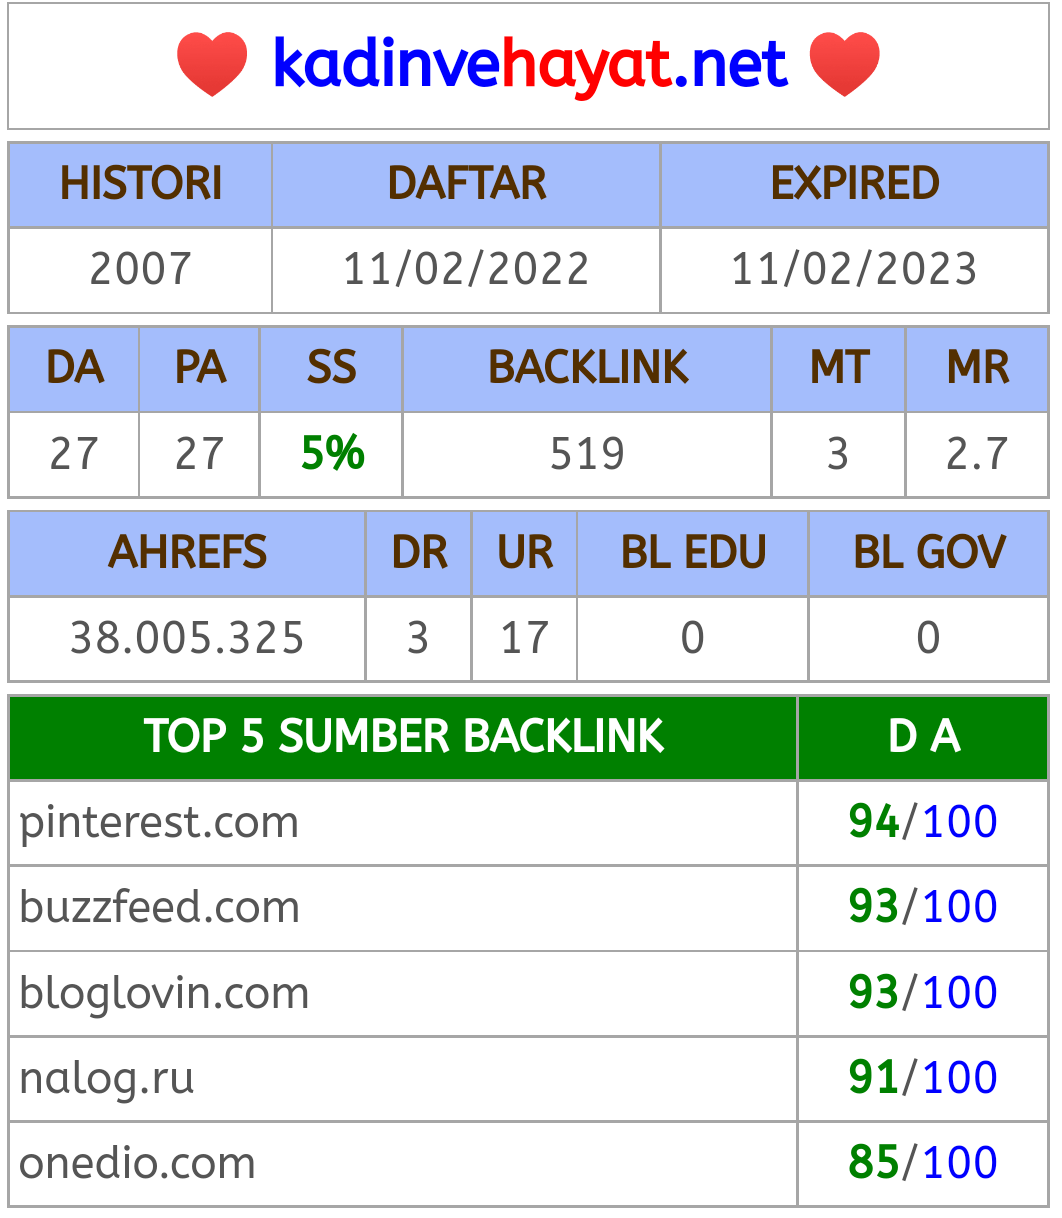 kadinvehayat.net
HISTORI DAFTAR EXPIRED
2007 11/02/2022 11/02/2023
DA PA SS BACKLINK MT MR
27 27 5% 519 3 2.7
AHREFS DR UR BL EDU BL GOV
38.005.325 3 17 0 0
TOP 5 SUMBER BACKLINK D A
pinterest.com 94/100
buzzfeed.com 93/100
bloglovin.com 93/100
nalog.ru 91/100
onedio.com 85/100